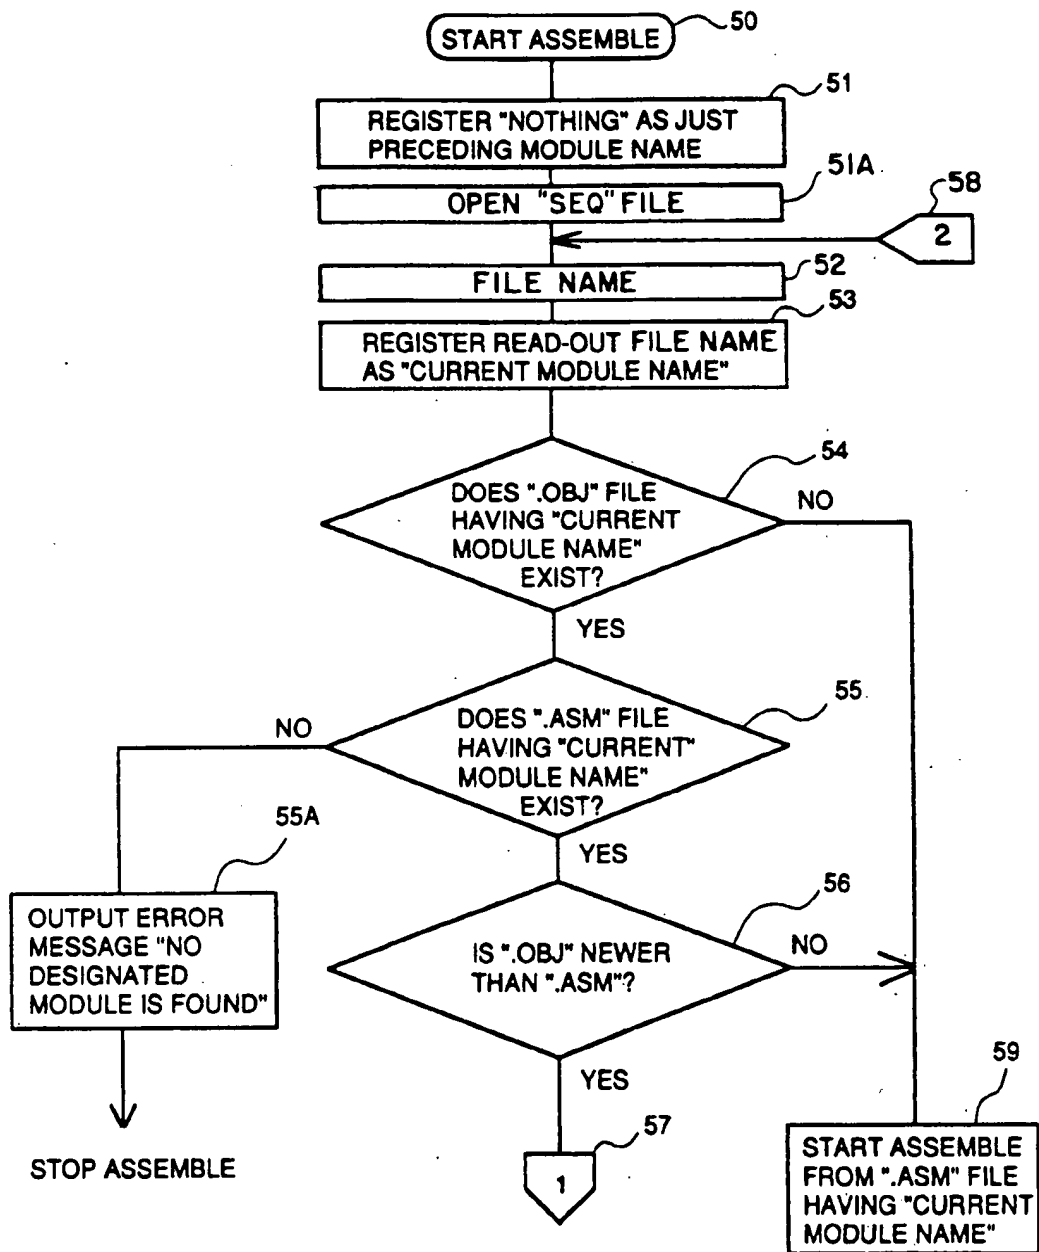 START ASSEMBLE
50
51
REGISTER "NOTHING" AS JUST
PRECEDING MODULE NAME
51A
OPEN "SEQ" FILE
58
2
52
FILE NAME
53
REGISTER READ-OUT FILE NAME
AS "CURRENT MODULE NAME"
54
DOES ".OBJ" FILE
HAVING "CURRENT
MODULE NAME"
EXIST?
NO
YES
55
DOES ".ASM" FILE
HAVING "CURRENT"
MODULE NAME"
EXIST?
NO
YES
55A
OUTPUT ERROR
MESSAGE "NO
DESIGNATED
MODULE IS FOUND"
STOP ASSEMBLE
56
IS ".OBJ" NEWER
THAN ".ASM"?
NO
YES
57
1
59
START ASSEMBLE
FROM ".ASM" FILE
HAVING "CURRENT
MODULE NAME"